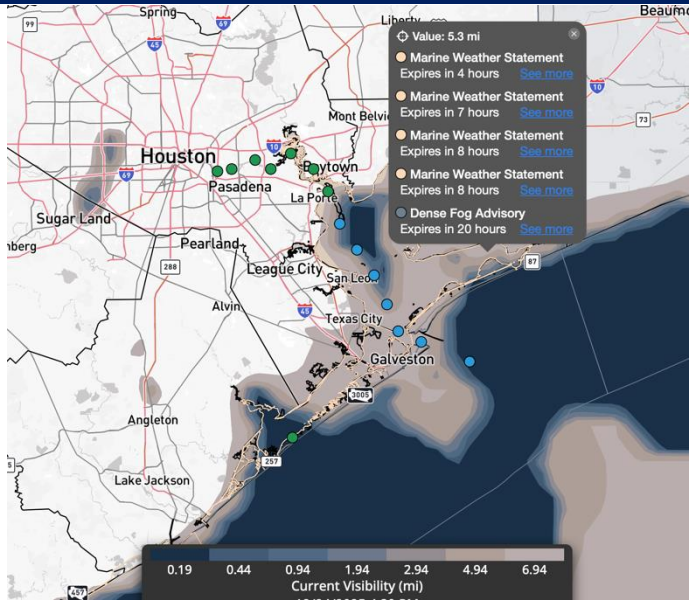 Spring
99
69
45
Liberty
Beaumo
Value: 5.3 mi
Marine Weather Statement
Expires in 4 hours See more
Marine Weather Statement
Expires in 7 hours See more
Marine Weather Statement
Expires in 8 hours See more
Marine Weather Statement
Expires in 8 hours See more
Dense Fog Advisory
Expires in 20 hours See more
10
73
Mont Belvi
10
Houston
Baytown
69
Pasadena
La Porte
Sugar Land
nberg
Pearland
288
League City
San Leon
87
Alvin
45
Texas City
Galveston
3005
Angleton
257
5
Lake Jackson
457
0.19 0.44 0.94 1.94 2.94 4.94 6.94
Current Visibility (mi)